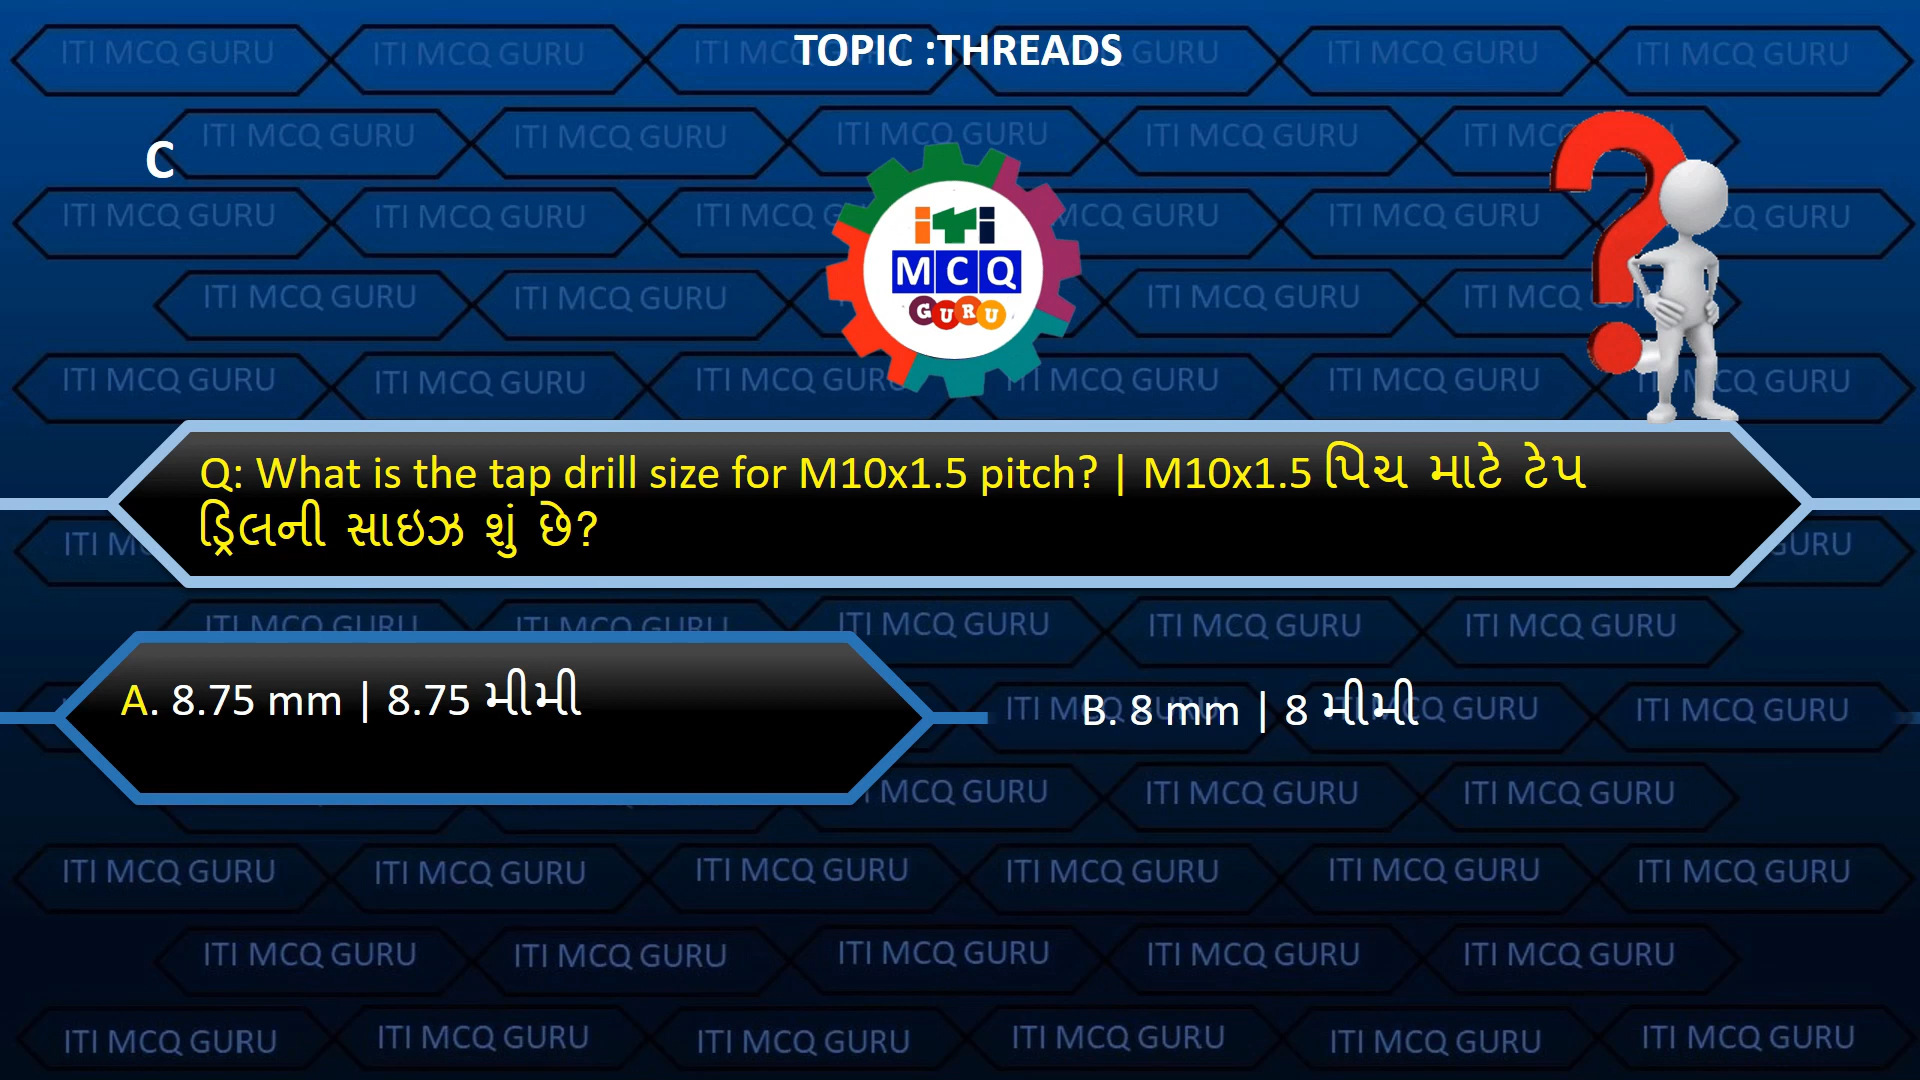 TOPIC :THREADS
C
iTi
MCQ
GURU
Q: What is the tap drill size for M10x1.5 pitch? | M10x1.5 પિચ માટે ટેપ
ડ્રિલની સાઇઝ શું છે?
A. 8.75 mm | 8.75 મીમી
B. 8 mm | 8 મીમી
ITI MCQ GURU